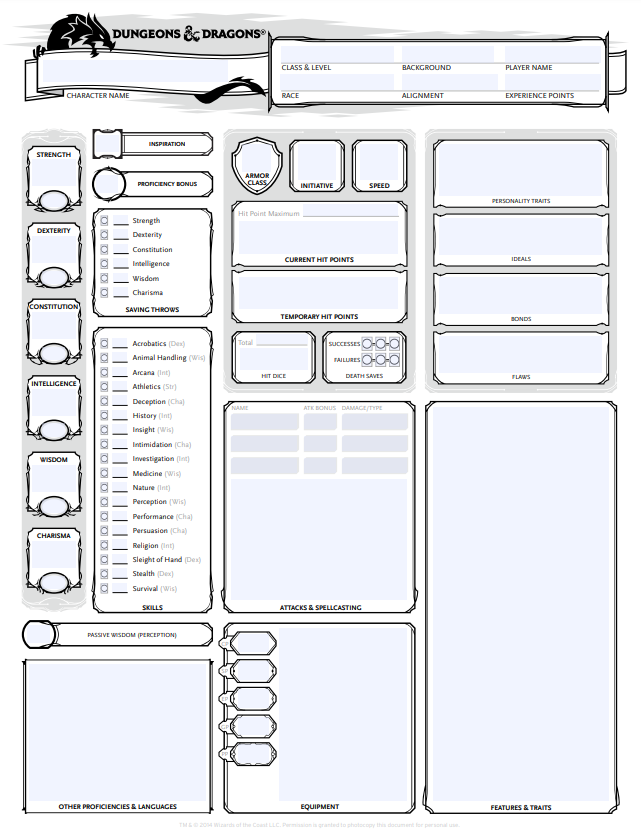 DUNGEONS & DRAGONS®
CHARACTER NAME
CLASS & LEVEL BACKGROUND PLAYER NAME
RACE ALIGNMENT EXPERIENCE POINTS
STRENGTH
DEXTERITY
CONSTITUTION
INTELLIGENCE
WISDOM
CHARISMA
INSPIRATION
PROFICIENCY BONUS
Strength
Dexterity
Constitution
Intelligence
Wisdom
Charisma
SAVING THROWS
Acrobatics (Dex)
Animal Handling (Wis)
Arcana (Int)
Athletics (Str)
Deception (Cha)
History (Int)
Insight (Wis)
Intimidation (Cha)
Investigation (Int)
Medicine (Wis)
Nature (Int)
Perception (Wis)
Performance (Cha)
Persuasion (Cha)
Religion (Int)
Sleight of Hand (Dex)
Stealth (Dex)
Survival (Wis)
SKILLS
PASSIVE WISDOM (PERCEPTION)
OTHER PROFICIENCIES & LANGUAGES
ARMOR
CLASS
INITIATIVE
SPEED
Hit Point Maximum
CURRENT HIT POINTS
TEMPORARY HIT POINTS
Total
HIT DICE
SUCCESSES
FAILURES
DEATH SAVES
NAME ATK BONUS DAMAGE/TYPE
ATTACKS & SPELLCASTING
EQUIPMENT
PERSONALITY TRAITS
IDEALS
BONDS
FLAWS
FEATURES & TRAITS
TM & © 2014 Wizards of the Coast LLC. Permission is granted to photocopy this document for personal use.